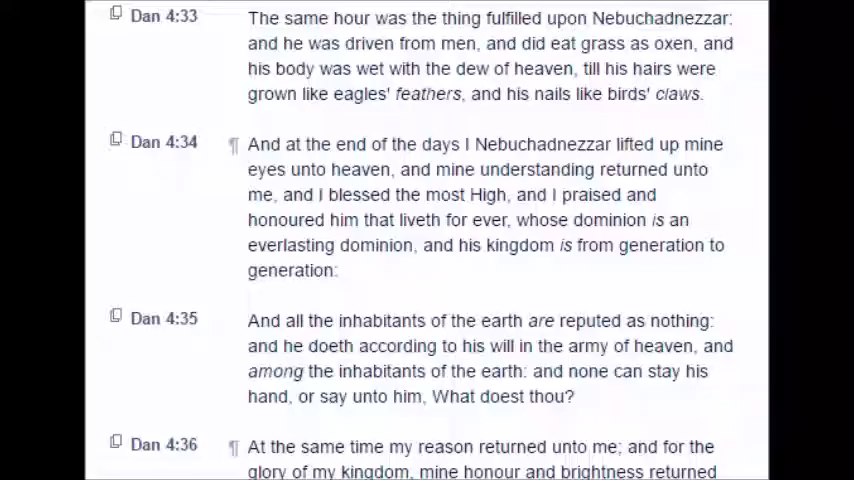 Dan 4:33 The same hour was the thing fulfilled upon Nebuchadnezzar:
and he was driven from men, and did eat grass as oxen, and
his body was wet with the dew of heaven, till his hairs were
grown like eagles' feathers, and his nails like birds' claws.
Dan 4:34 ¶ And at the end of the days I Nebuchadnezzar lifted up mine
eyes unto heaven, and mine understanding returned unto
me, and I blessed the most High, and I praised and
honoured him that liveth for ever, whose dominion is an
everlasting dominion, and his kingdom is from generation to
generation:
Dan 4:35 And all the inhabitants of the earth are reputed as nothing:
and he doeth according to his will in the army of heaven, and
among the inhabitants of the earth: and none can stay his
hand, or say unto him, What doest thou?
Dan 4:36 ¶ At the same time my reason returned unto me; and for the
glory of my kingdom, mine honour and brightness returned